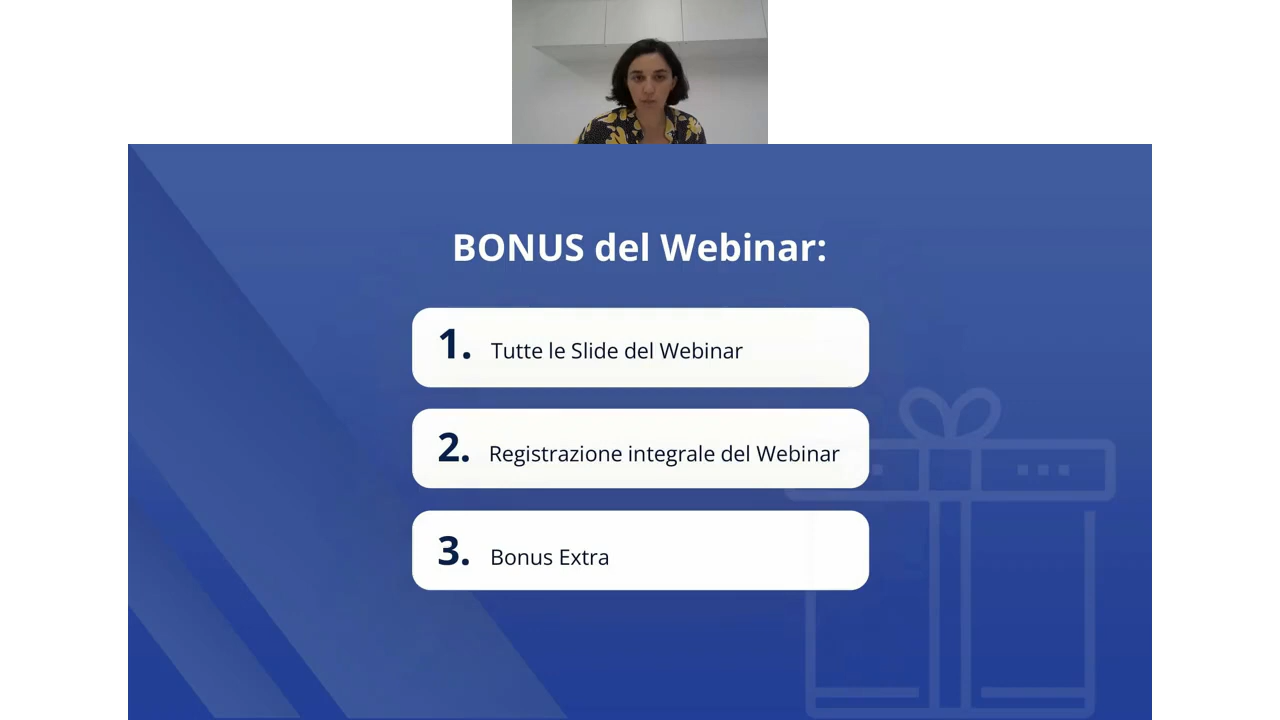 BONUS del Webinar:
1. Tutte le Slide del Webinar
2. Registrazione integrale del Webinar
3. Bonus Extra